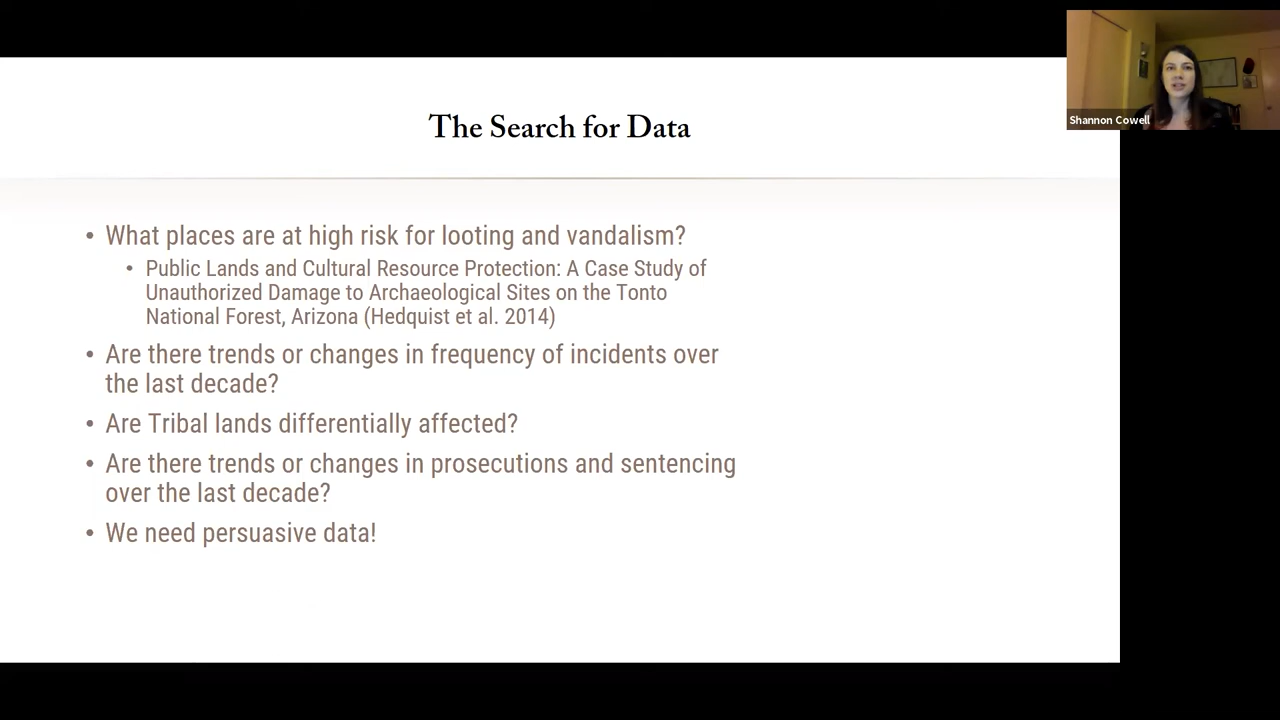 The Search for Data
Shannon Cowell
• What places are at high risk for looting and vandalism?
• Public Lands and Cultural Resource Protection: A Case Study of
Unauthorized Damage to Archaeological Sites on the Tonto
National Forest, Arizona (Hedquist et al. 2014)
• Are there trends or changes in frequency of incidents over
the last decade?
• Are Tribal lands differentially affected?
• Are there trends or changes in prosecutions and sentencing
over the last decade?
• We need persuasive data!